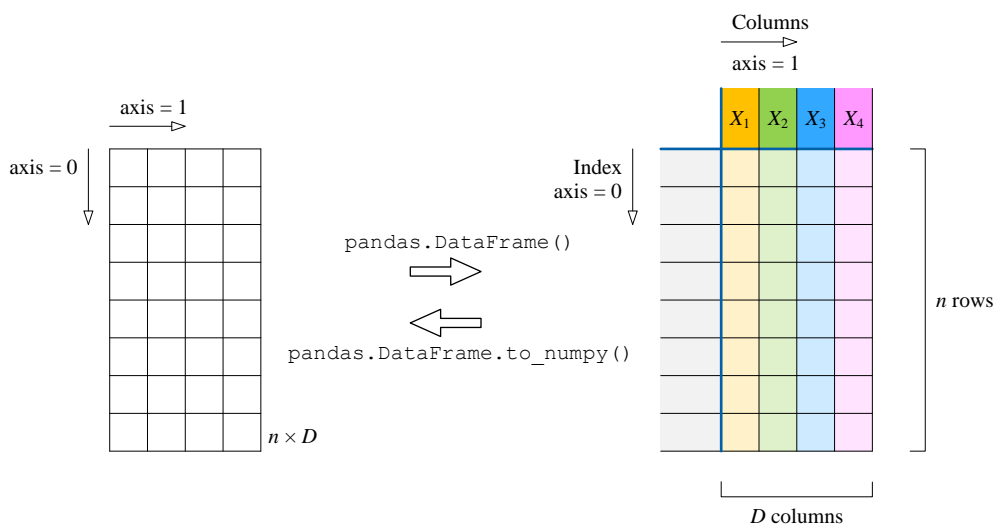 axis = 1
axis = 0
n × D
pandas.DataFrame()
pandas.DataFrame.to_numpy()
Columns
axis = 1
X₁ X₂ X₃ X₄
Index
axis = 0
n rows
D columns